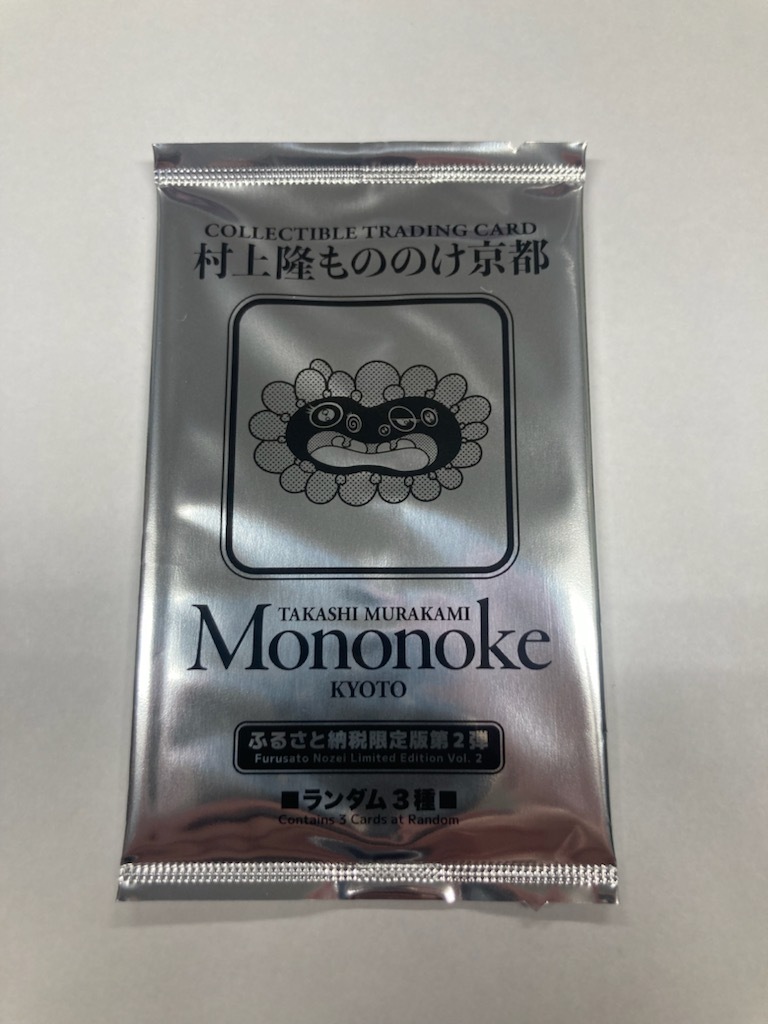 COLLECTIBLE TRADING CARD
村上隆もののけ京都
TAKASHI MURAKAMI
Mononoke
KYOTO
ふるさと納税限定版第2弾
Furusato Nozei Limited Edition Vol. 2
■ランダム3種■
Contains 3 Cards at Random